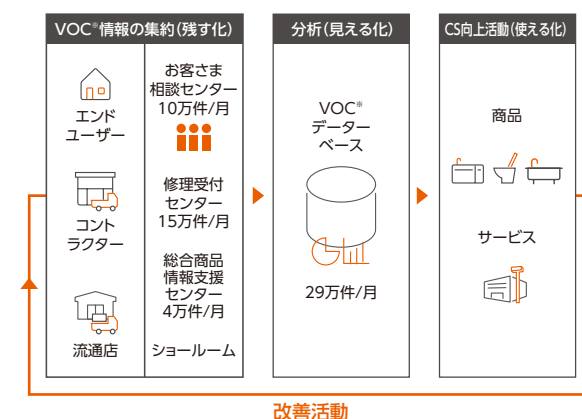 VOC※情報の集約(残す化)
エンド
ユーザー
コント
ラクター
流通店
お客さま
相談センター
10万件/月
修理受付
センター
15万件/月
総合商品
情報支援
センター
4万件/月
ショールーム
分析(見える化)
VOC※
データー
ベース
29万件/月
CS向上活動(使える化)
商品
サービス
改善活動